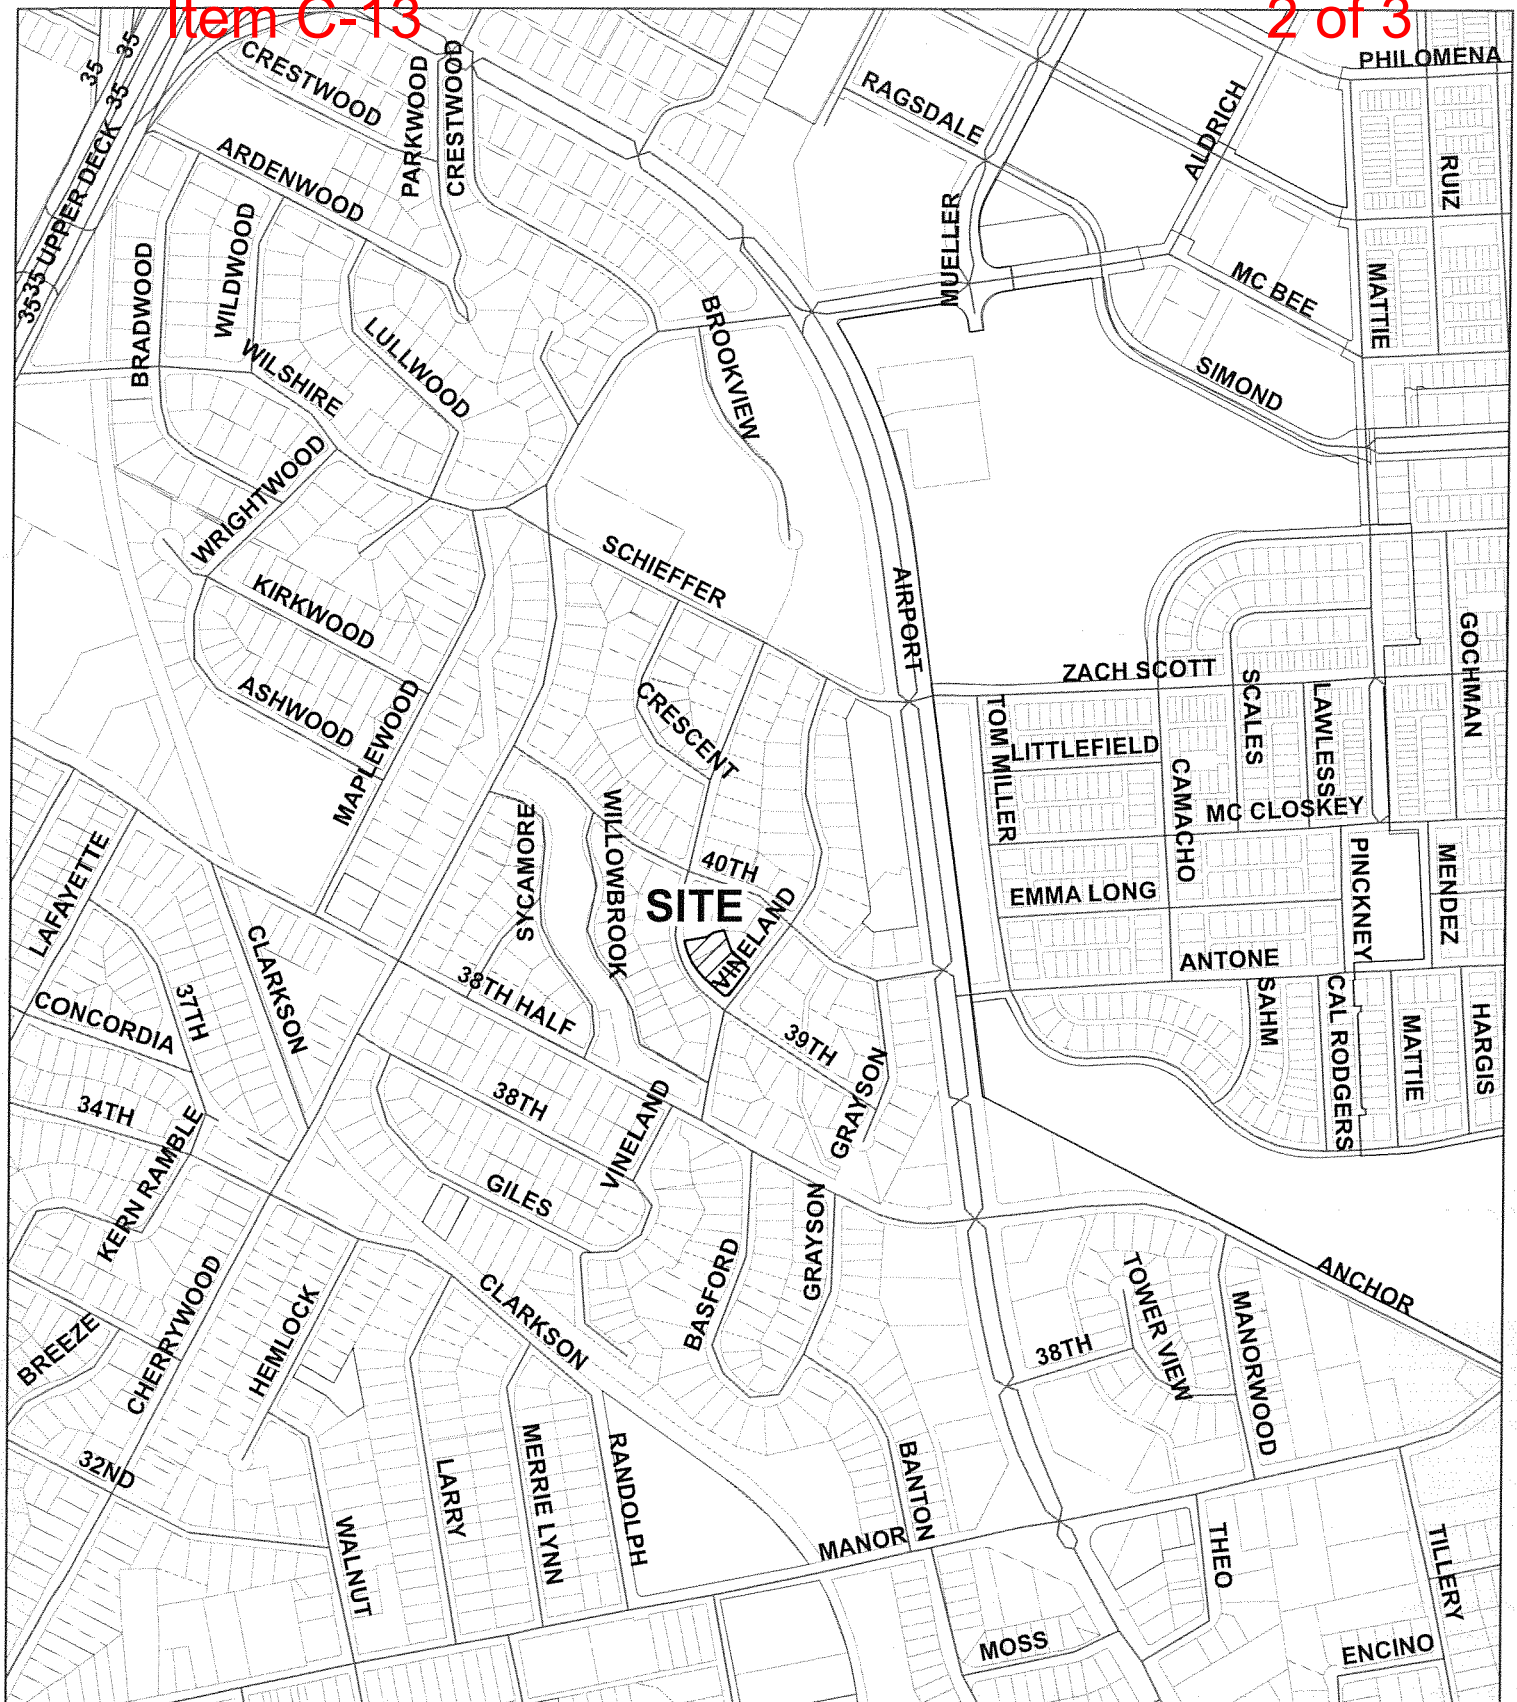 Item C-13
2 of 3
35
35
35
UPPER DECK
35
35
CRESTWOOD
PARKWOOD
CRESTWOOD
RAGSDALE
ALDRICH
PHILOMENA
RUIZ
ARDENWOOD
WILDWOOD
BRADWOOD
MUELLER
MC BEE
MATTIE
LULLWOOD
WILSHIRE
BROOKVIEW
SIMOND
WRIGHTWOOD
SCHIEFFER
KIRKWOOD
AIRPORT
GOCHMAN
ASHWOOD
MAPLEWOOD
CRESCENT
ZACH SCOTT
SCALES
LAWLESS
TOM MILLER
LITTLEFIELD
CAMACHO
MC CLOSKEY
SYCAMORE
WILLOWBROOK
40TH
SITE
VINELAND
EMMA LONG
PINCKNEY
MENDEZ
LAFAYETTE
CLARKSON
37TH
CONCORDIA
38TH HALF
39TH
GRAYSON
ANTONE
SAHM
CAL RODGERS
MATTIE
HARGIS
34TH
KERN RAMBLE
38TH
VINELAND
GILES
GRAYSON
BASFORD
CLARKSON
CHERRYWOOD
HEMLOCK
BREEZE
ANCHOR
TOWER VIEW
MANORWOOD
38TH
32ND
WALNUT
LARRY
MERRIE LYNN
RANDOLPH
BANTON
MANOR
THEO
TILLERY
MOSS
ENCINO